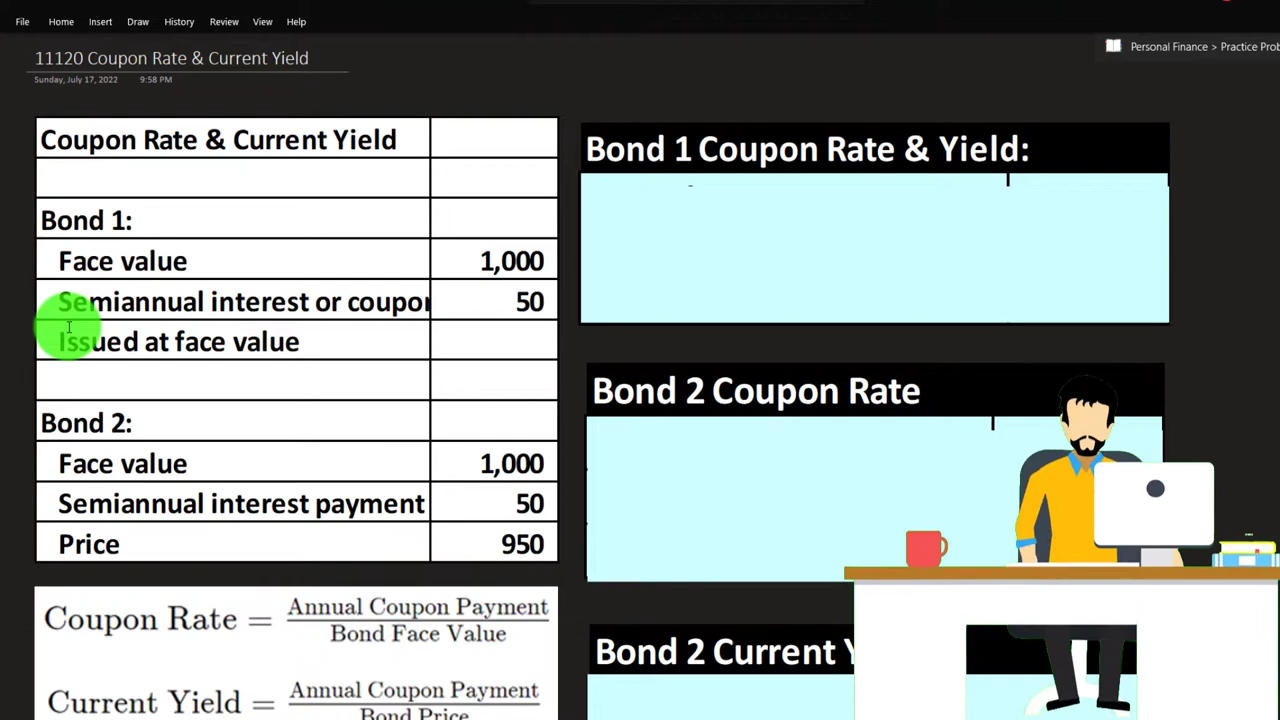 File Home Insert Draw History Review View Help
11120 Coupon Rate & Current Yield
Sunday, July 17, 2022 9:58 PM
Personal Finance > Practice
Coupon Rate & Current Yield
Bond 1:
Face value 1,000
Semiannual interest or coupon 50
Issued at face value
Bond 2:
Face value 1,000
Semiannual interest payment 50
Price 950
Coupon Rate = Annual Coupon Payment
Bond Face Value
Current Yield = Annual Coupon Payment
Bond Price
Bond 1 Coupon Rate & Yield:
Bond 2 Coupon Rate
Bond 2 Current